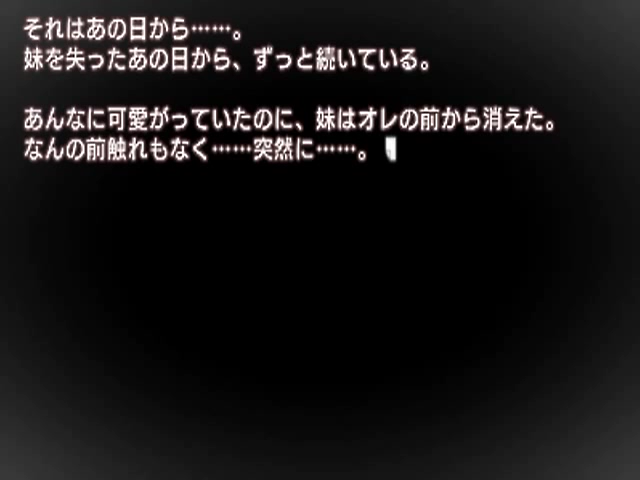 それはあの日から……。
妹を失ったあの日から、ずっと続いている。
あんなに可愛がっていたのに、妹はオレの前から消えた。
なんの前触れもなく……突然に……。